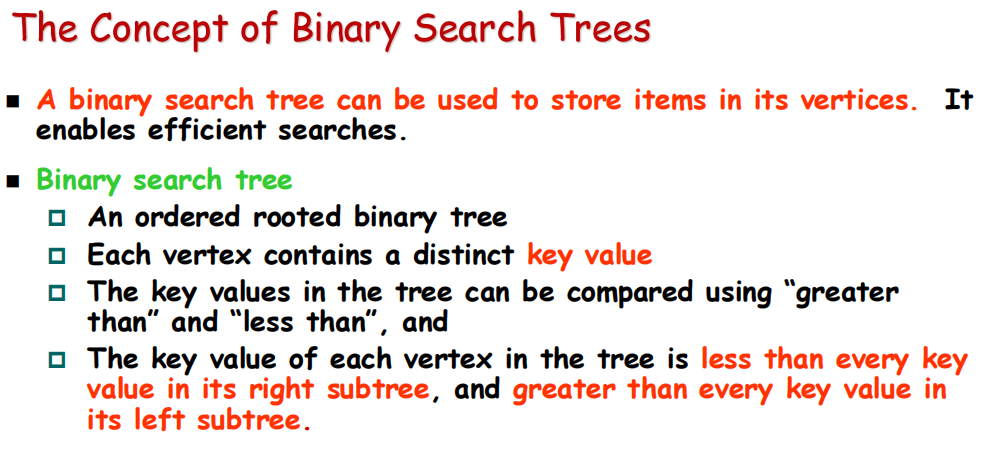 The Concept of Binary Search Trees
A binary search tree can be used to store items in its vertices. It
enables efficient searches.
Binary search tree
An ordered rooted binary tree
Each vertex contains a distinct key value
The key values in the tree can be compared using “greater
than” and “less than”, and
The key value of each vertex in the tree is less than every key
value in its right subtree, and greater than every key value in
its left subtree.